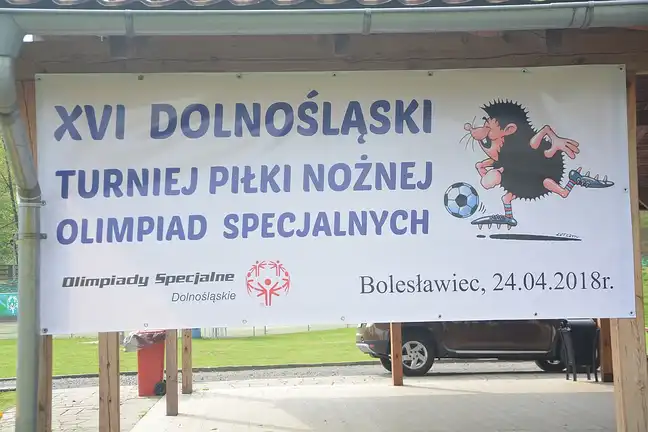 XVI DOLNOŚLĄSKI
TURNIEJ PIŁKI NOŻNEJ
OLIMPIAD SPECJALNYCH
Olimpiady Specjalne
Dolnośląskie
Bolesławiec, 24.04.2018r.